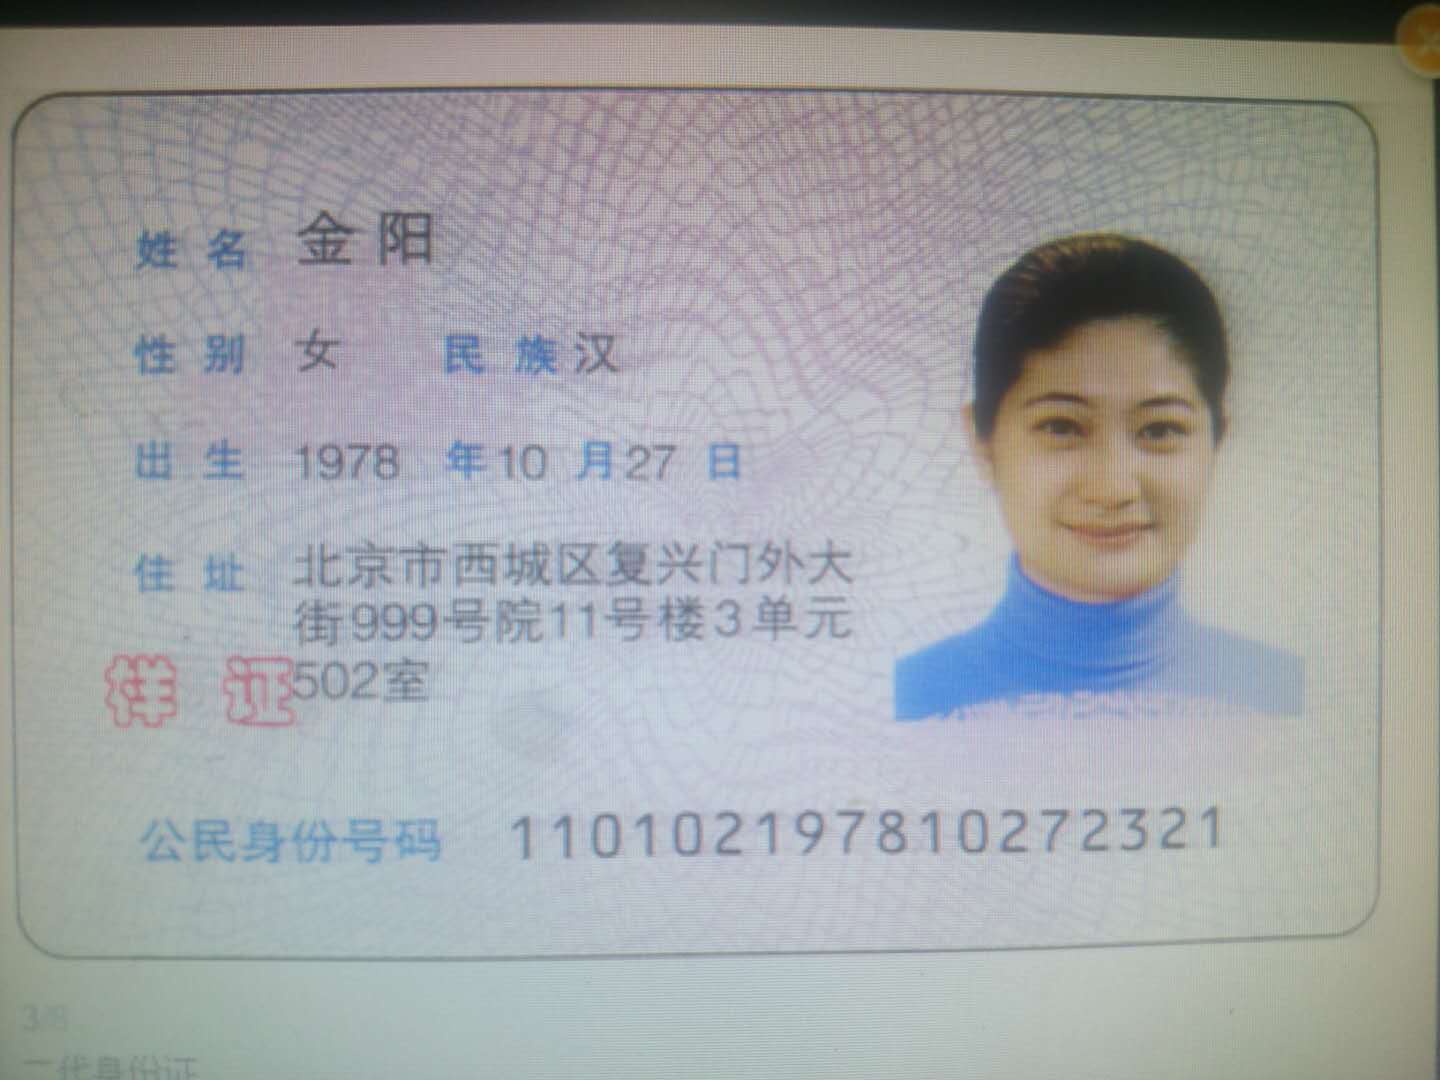 姓 名 金阳
性 别 女 民 族 汉
出 生 1978 年 10 月 27 日
住 址 北京市西城区复兴门外大
街999号院11号楼3单元
502室
样 证
公民身份号码 110102197810272321
3/8
二代身份证